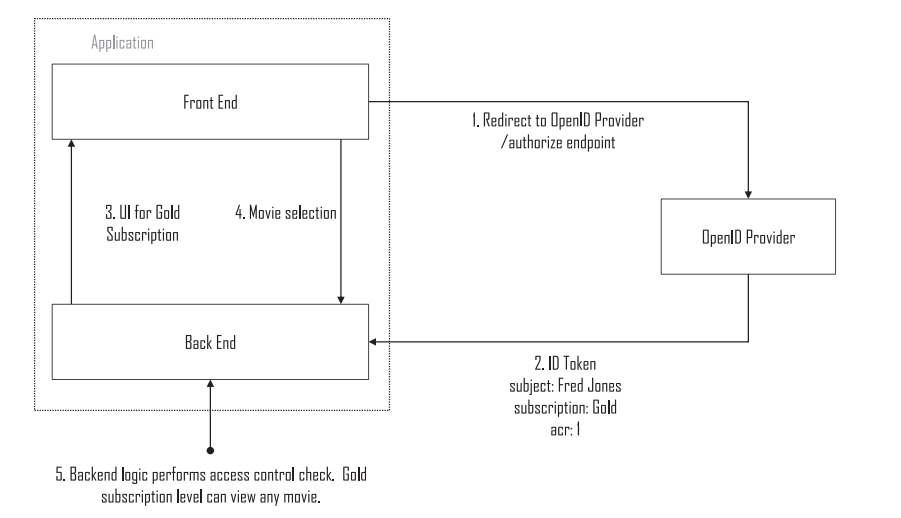 Application
Front End
1. Redirect to OpenID Provider
/authorize endpoint
3. UI for Gold
Subscription
4. Movie selection
OpenID Provider
Back End
2. ID Token
subject: Fred Jones
subscription: Gold
acr: 1
5. Backend logic performs access control check. Gold
subscription level can view any movie.